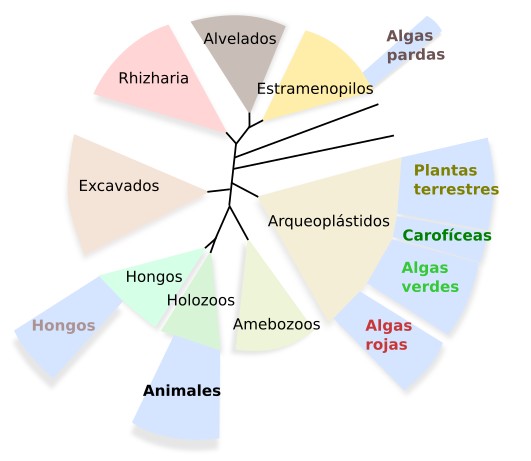 Alvelados
Algas
pardas
Rhizharia
Estramenopilos
Excavados
Plantas
terrestres
Arqueoplástidos
Carofíceas
Algas
verdes
Hongos
Holozoos
Amebozoos
Hongos
Algas
rojas
Animales